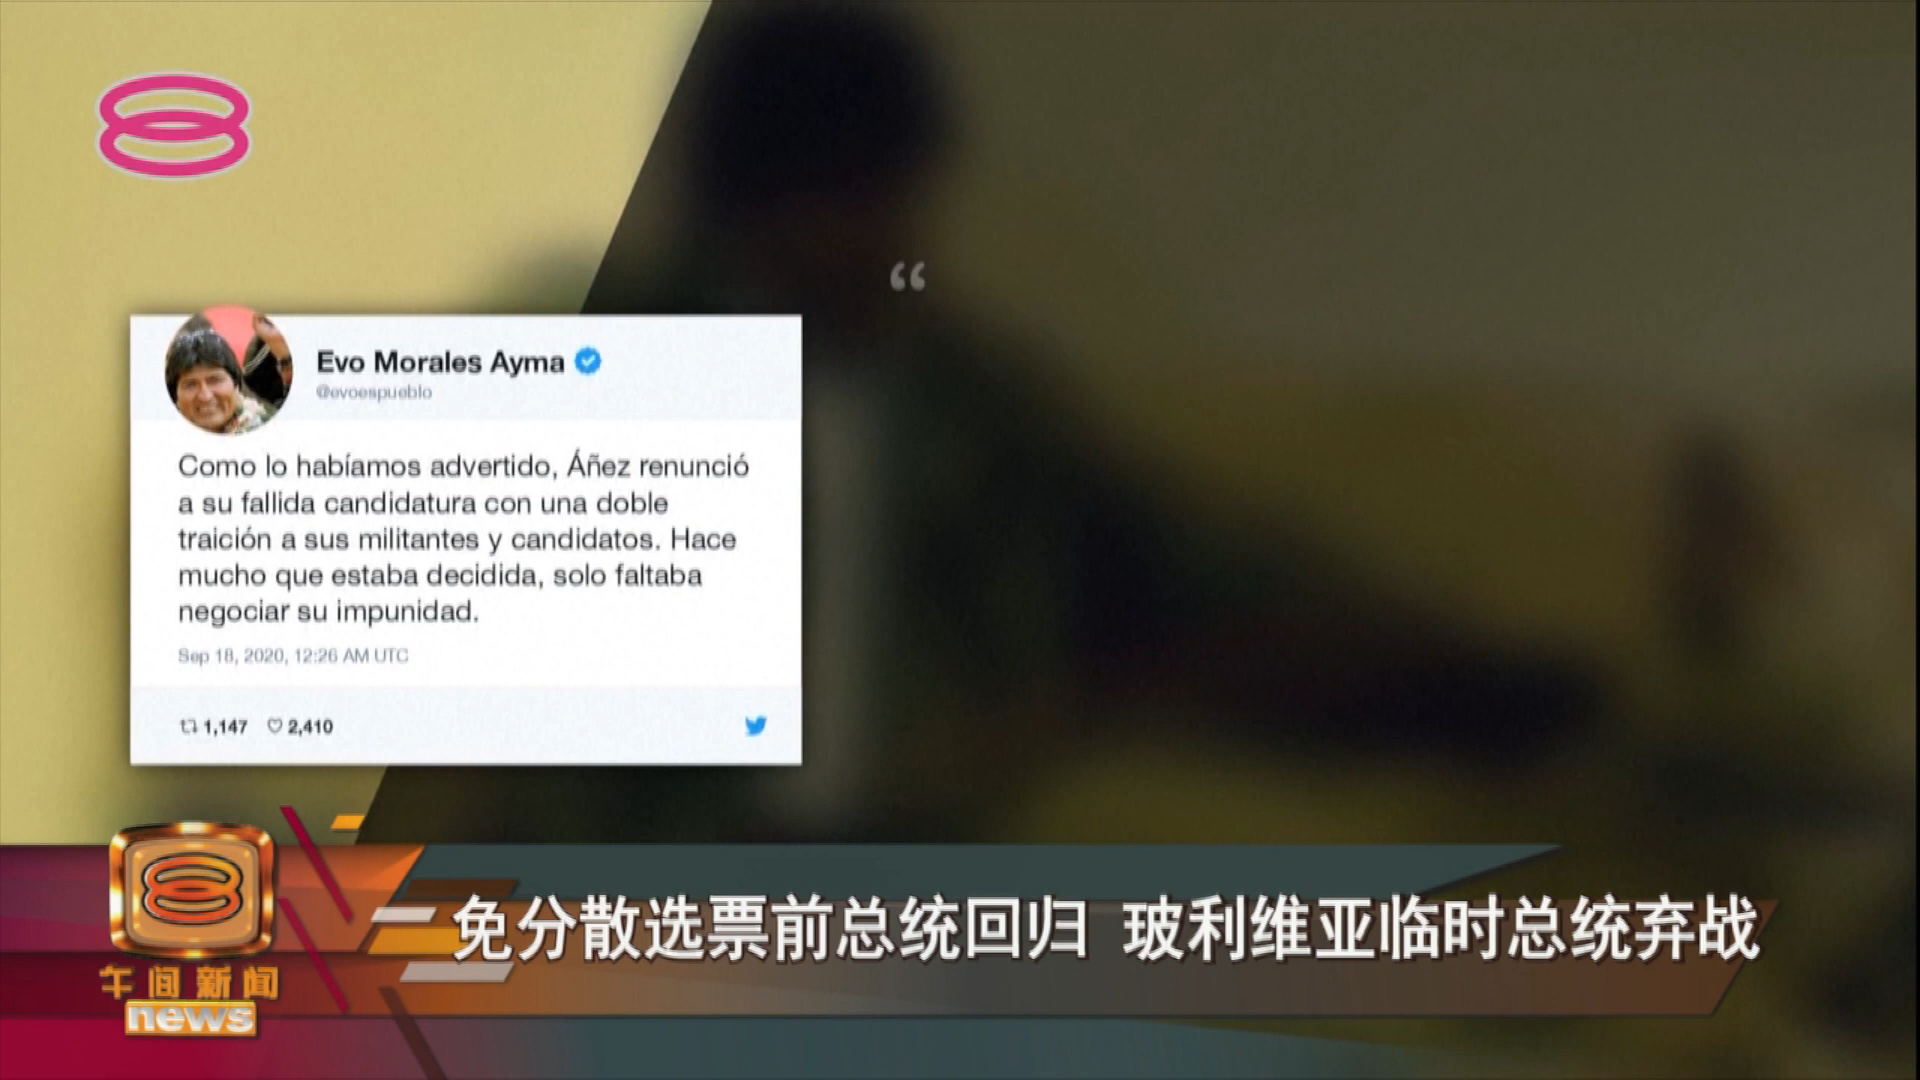 “
Evo Morales Ayma
@evoespueblo
Como lo habíamos advertido, Áñez renunció
a su fallida candidatura con una doble
traición a sus militantes y candidatos. Hace
mucho que estaba decidida, solo faltaba
negociar su impunidad.
Sep 18, 2020, 12:26 AM UTC
1,147 2,410
免分散选票前总统回归 玻利维亚临时总统弃战
午间新闻
news